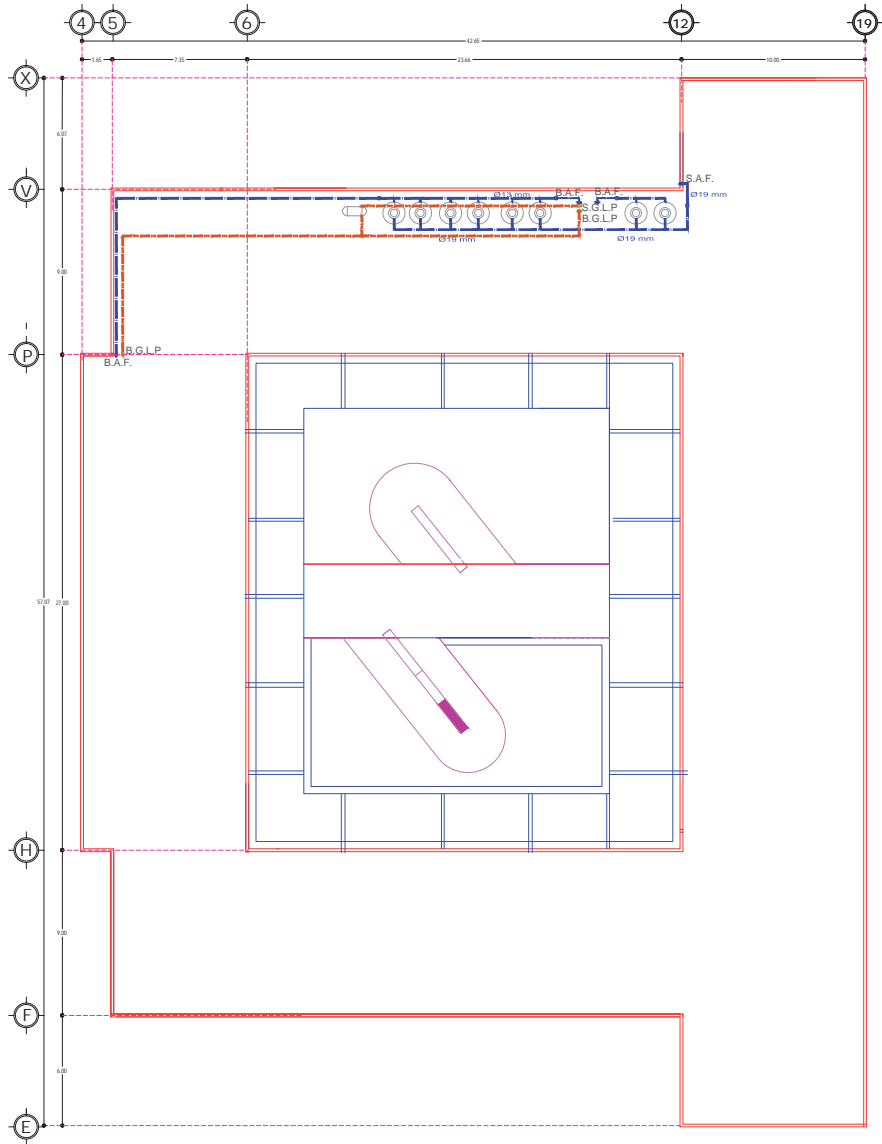 4 5 6 12 19
42.65
1.65 7.35 23.66 10.00
X
6.07
V
S.A.F.
B.A.F. B.A.F.
Ø13 mm
Ø19 mm
S.G.L.P
B.G.L.P
Ø19 mm
Ø19 mm
9.00
P
B.G.L.P
B.A.F.
57.07 27.00
H
9.00
F
6.00
E